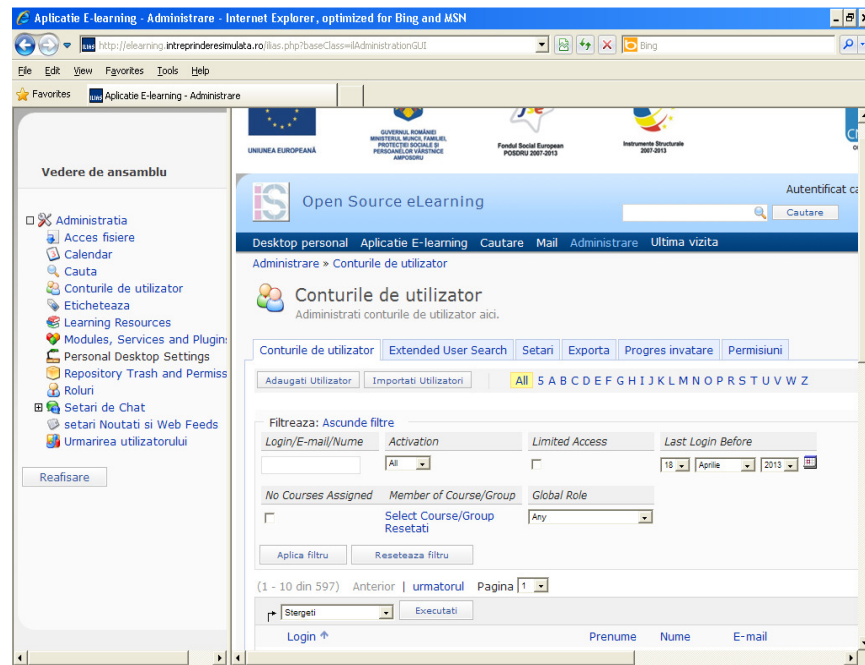 Aplicatie E-learning - Administrare - Internet Explorer, optimized for Bing and MSN
http://elearning.intreprinderesimulata.ro/ilias.php?baseClass=ilAdministrationGUI
Bing
File Edit View Favorites Tools Help
Favorites Aplicatie E-learning - Administrare
UNIUNEA EUROPEANĂ
GUVERNUL ROMÂNIEI
MINISTERUL MUNCII, FAMILIEI,
PROTECȚIEI SOCIALE ȘI
PERSOANELOR VÂRSTNICE
AMPOSDRU
Fondul Social European
POSDRU 2007-2013
Instrumente Structurale
2007-2013
Vedere de ansamblu
Administratia
Acces fisiere
Calendar
Cauta
Conturile de utilizator
Eticheteaza
Learning Resources
Modules, Services and Plugins
Personal Desktop Settings
Repository Trash and Permiss
Roluri
Setari de Chat
setari Noutati si Web Feeds
Urmarirea utilizatorului
Reafisare
iS Open Source eLearning
Autentificat ca
Cautare
Desktop personal Aplicatie E-learning Cautare Mail Administrare Ultima vizita
Administrare » Conturile de utilizator
Conturile de utilizator
Adiministrati conturile de utilizator aici.
Conturile de utilizator Extended User Search Setari Exporta Progres invatare Permisiuni
Adaugati Utilizator Importati Utilizatori All 5 A B C D E F G H I J K L M N O P R S T U V W Z
Filtreaza: Ascunde filtre
Login/E-mail/Nume Activation Limited Access Last Login Before
All 18 Aprilie 2013
No Courses Assigned Member of Course/Group Global Role
Select Course/Group Any
Resetati
Aplica filtru Reseteaza filtru
(1 - 10 din 597) Anterior | urmatorul Pagina 1
Stergeti Executati
Login Prenume Nume E-mail